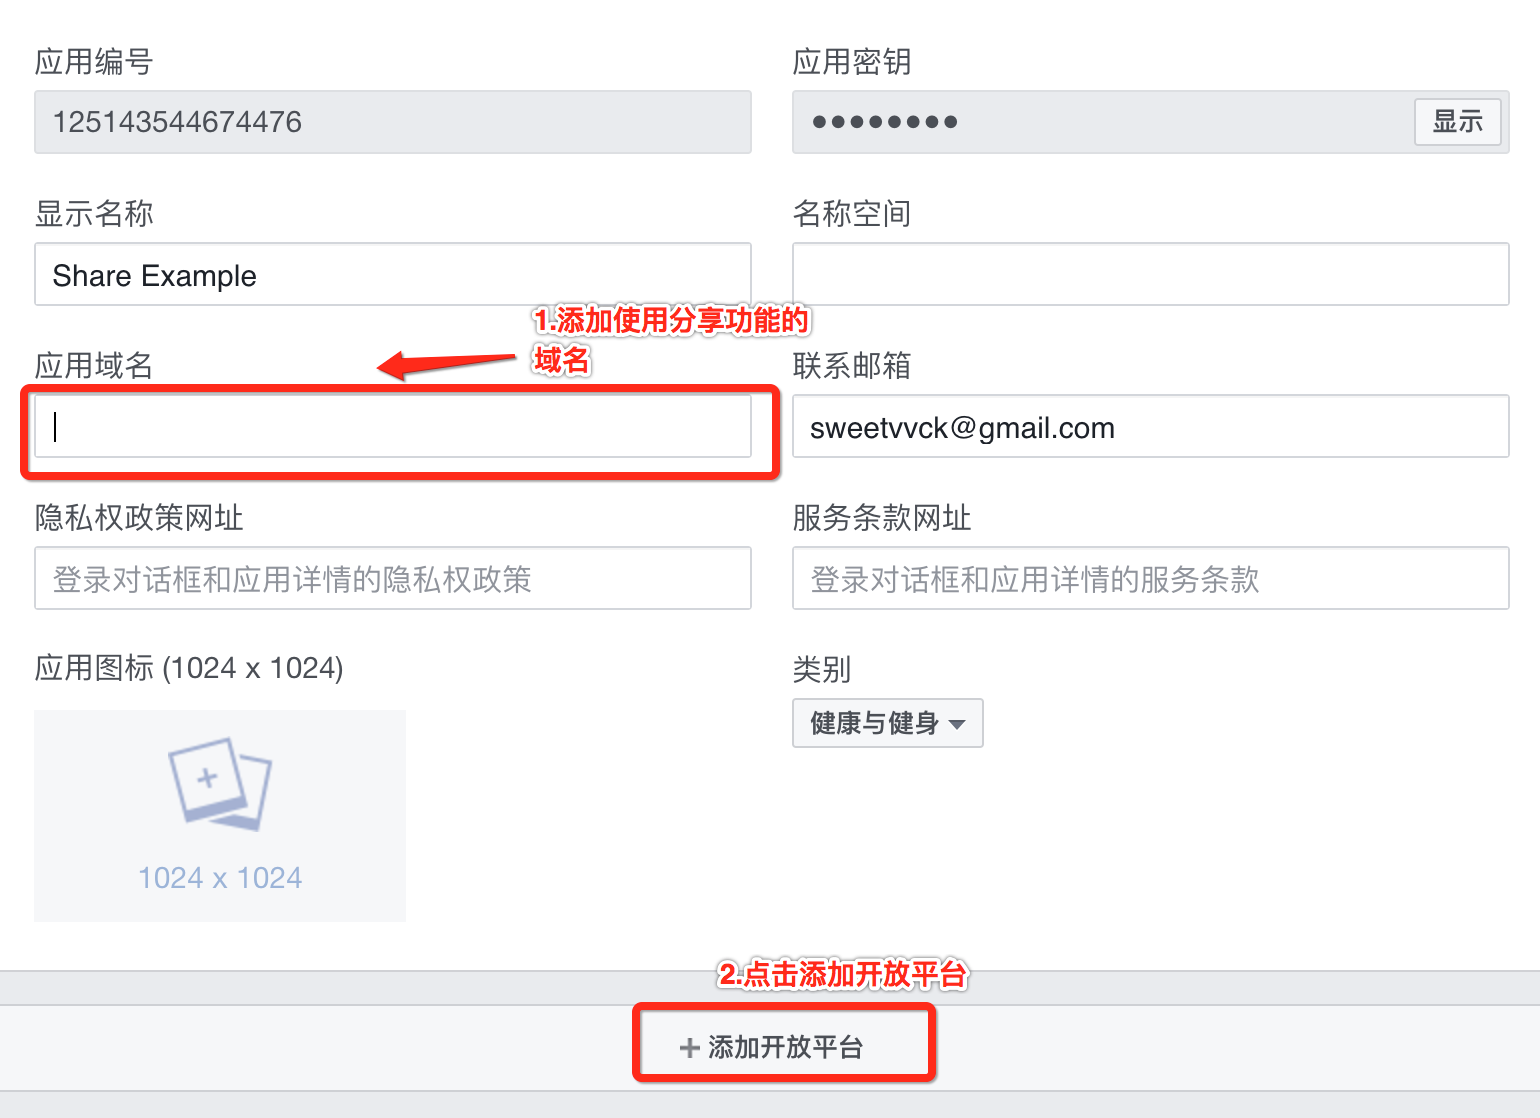 应用编号
应用密钥
125143544674476
••••••••
显示
显示名称
名称空间
Share Example
1.添加使用分享功能的
域名
应用域名
联系邮箱
sweetvvck@gmail.com
隐私权政策网址
服务条款网址
登录对话框和应用详情的隐私权政策
登录对话框和应用详情的服务条款
应用图标 (1024 x 1024)
类别
健康与健身
1024 x 1024
2.点击添加开放平台
+ 添加开放平台